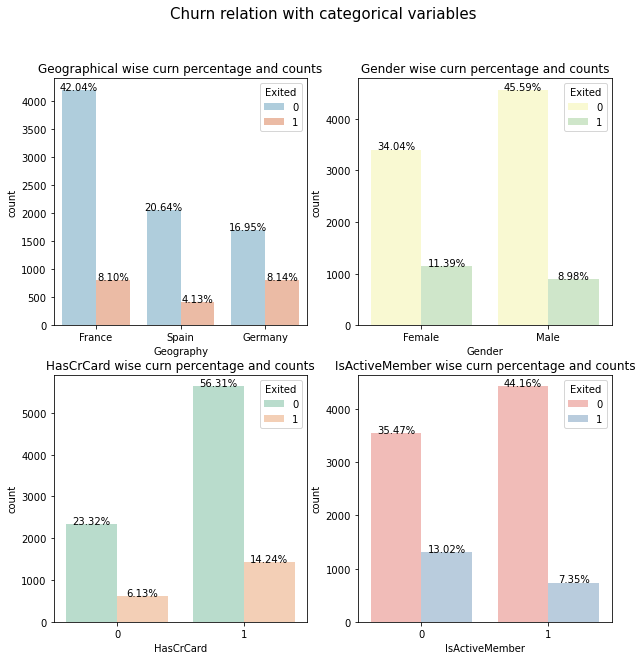 Churn relation with categorical variables
Geographical wise curn percentage and counts
Exited
0
1
42.04%
8.10%
20.64%
4.13%
16.95%
8.14%
4000
3500
3000
2500
2000
1500
1000
500
0
count
France Spain Germany
Geography
Gender wise curn percentage and counts
Exited
0
1
45.59%
34.04%
11.39%
8.98%
4000
3000
2000
1000
0
count
Female Male
Gender
HasCrCard wise curn percentage and counts
Exited
0
1
56.31%
23.32%
6.13%
14.24%
5000
4000
3000
2000
1000
0
count
0 1
HasCrCard
IsActiveMember wise curn percentage and counts
Exited
0
1
44.16%
35.47%
13.02%
7.35%
4000
3000
2000
1000
0
count
0 1
IsActiveMember